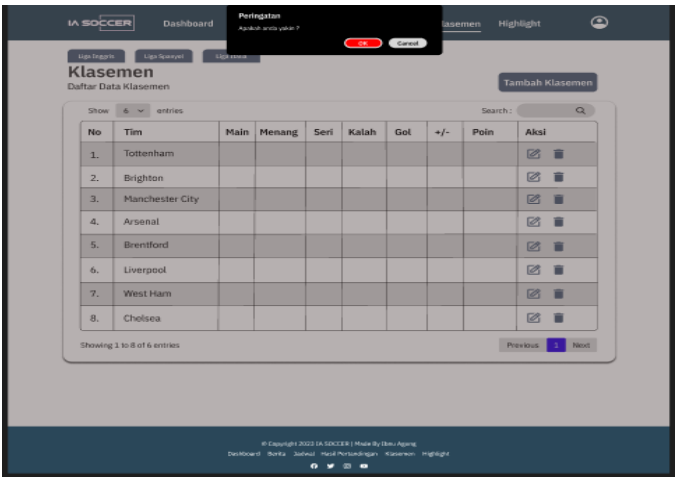 IA SOCCER Dashboard lasemen Highlight
Peringatan
Apakah anda yakin ?
OK Cancel
Liga Inggris Liga Spanyol
Klasemen
Daftar Data Klasemen
Tambah Klasemen
Show 6 entries Search :
No Tim Main Menang Seri Kalah Gol +/- Poin Aksi
1. Tottenham
2. Brighton
3. Manchester City
4. Arsenal
5. Brentford
6. Liverpool
7. West Ham
8. Chelsea
Showing 1 to 8 of 6 entries
Previous 1 Next
© Copyright 2022 IA SOCCER | Made By Ibnu Agung
Dashboard Berita Jadwal Hasil Pertandingan Klasemen Highlight